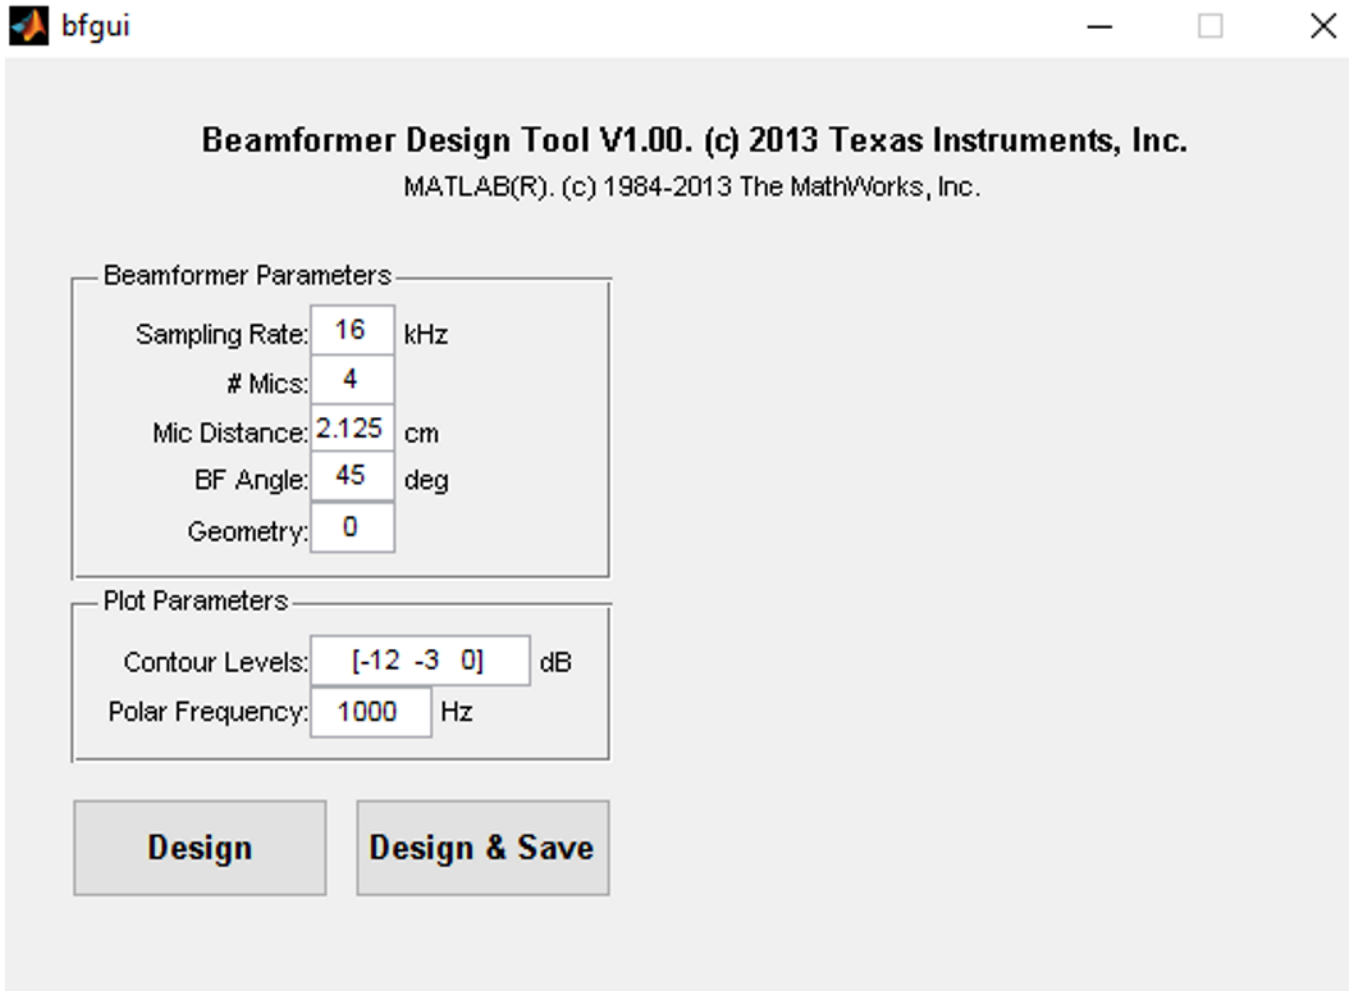 bfgui
Beamformer Design Tool V1.00. (c) 2013 Texas Instruments, Inc.
MATLAB(R). (c) 1984-2013 The MathWorks, Inc.
Beamformer Parameters
Sampling Rate: 16 kHz
# Mics: 4
Mic Distance: 2.125 cm
BF Angle: 45 deg
Geometry: 0
Plot Parameters
Contour Levels: [-12 -3 0] dB
Polar Frequency: 1000 Hz
Design Design & Save